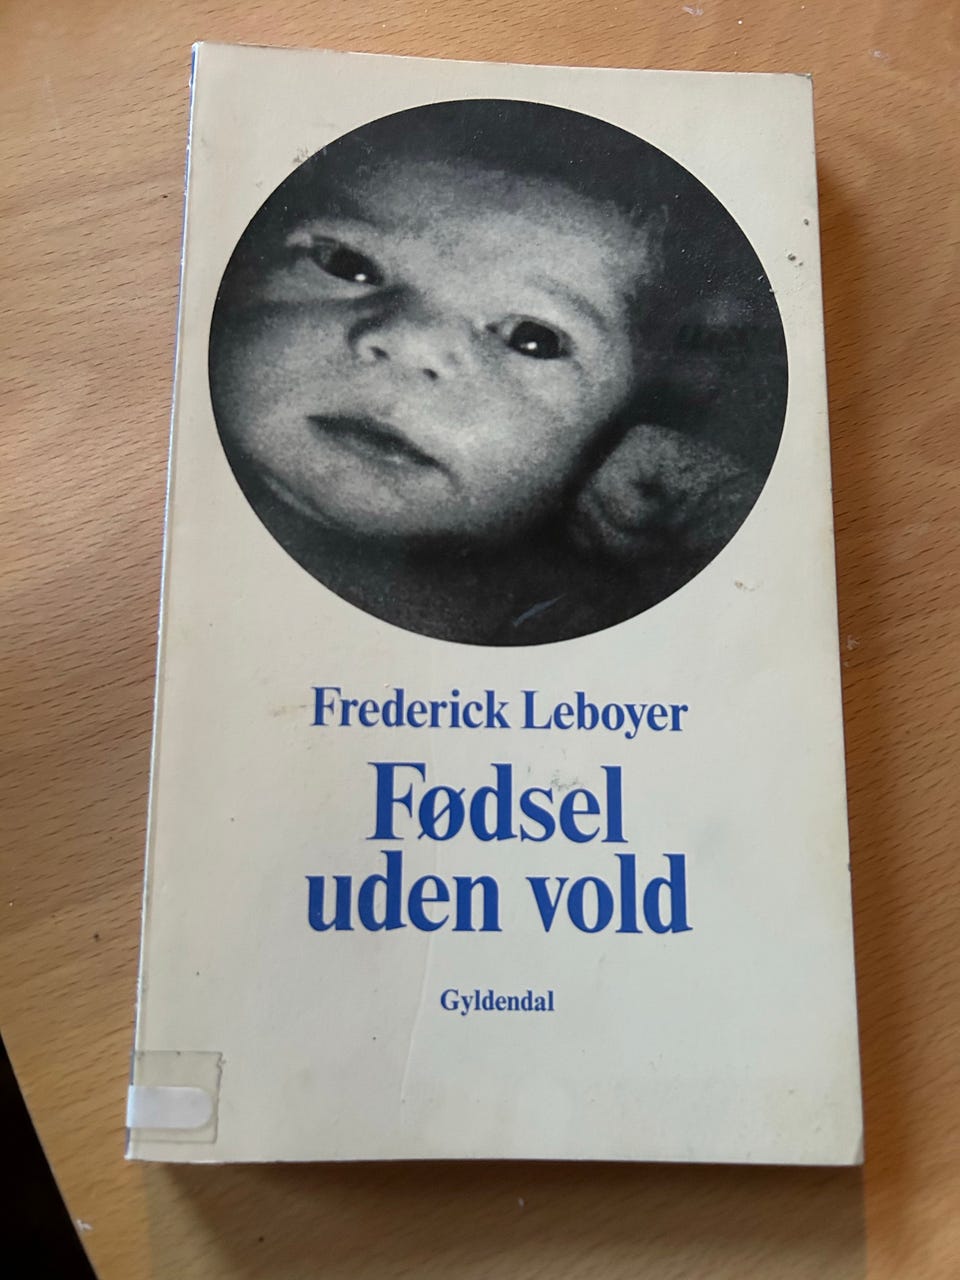 Frederick Leboyer
Fødsel
uden vold
Gyldendal